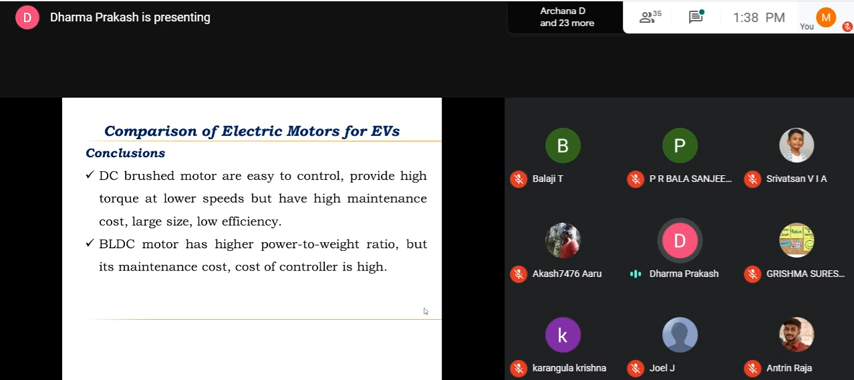 D Dharma Prakash is presenting
Archana D
and 23 more
35
1:38 PM
You
M
Comparison of Electric Motors for EVs
Conclusions
✓ DC brushed motor are easy to control, provide high
torque at lower speeds but have high maintenance
cost, large size, low efficiency.
✓ BLDC motor has higher power-to-weight ratio, but
its maintenance cost, cost of controller is high.
B
P
Balaji T
P R BALA SANJEE...
Srivatsan V I A
D
Akash7476 Aaru
Dharma Prakash
GRISHMA SURES...
k
karangula krishna
Joel J
Antrin Raja